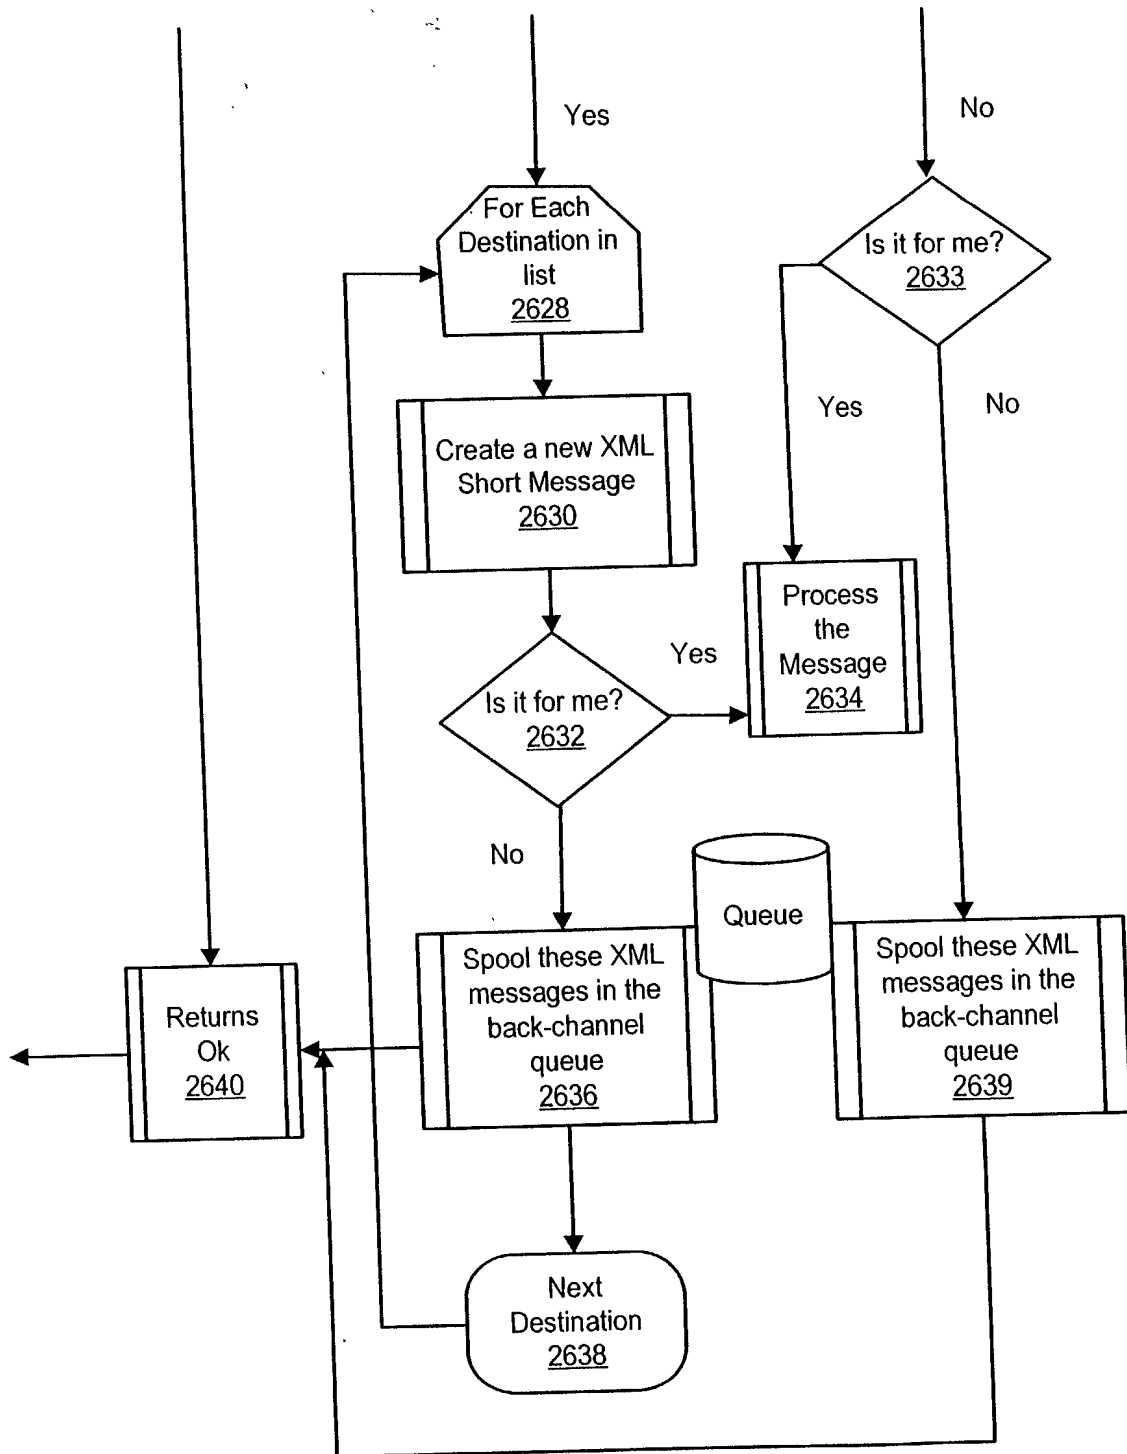 Yes
No
For Each
Destination in
list
2628
Is it for me?
2633
Yes
No
Create a new XML
Short Message
2630
Process
the
Message
2634
Yes
Is it for me?
2632
No
Queue
Spool these XML
messages in the
back-channel
queue
2636
Spool these XML
messages in the
back-channel
queue
2639
Returns
Ok
2640
Next
Destination
2638